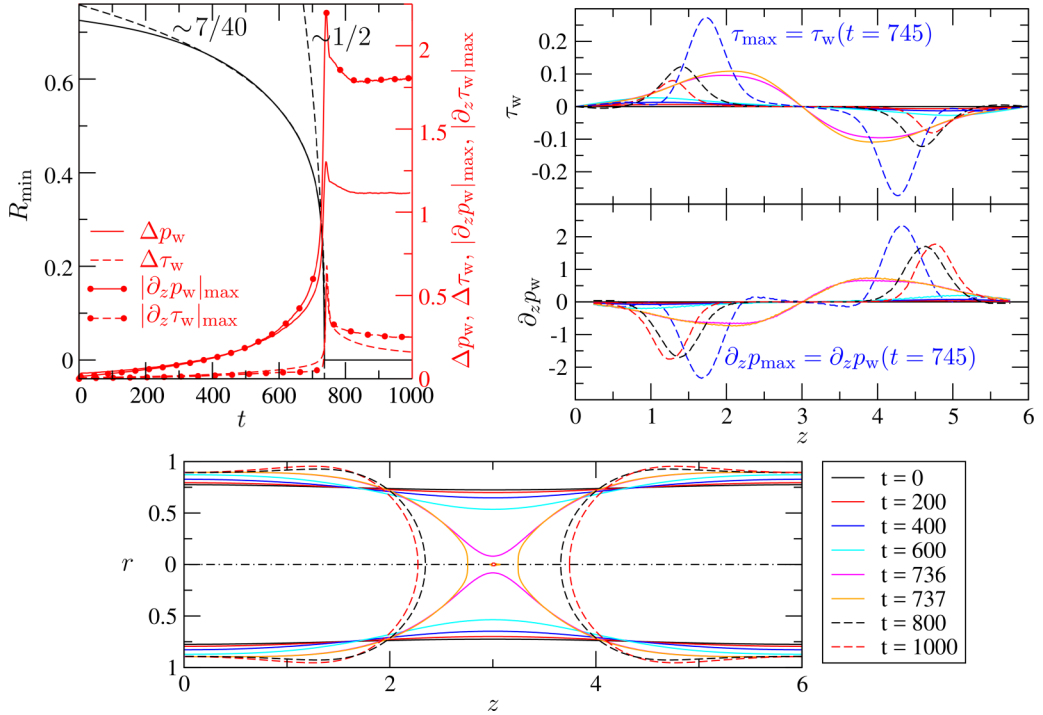 ~7/40
~1/2
R_min
0.6
0.4
0.2
0
2
1.5
1
0.5
0
Δp_w
Δτ_w
|∂_z p_w|_max
|∂_z τ_w|_max
Δp_w, Δτ_w, |∂_z p_w|_max, |∂_z τ_w|_max
0 200 400 600 800 1000
t
τ_w
0.2
0.1
0
-0.1
-0.2
τ_max = τ_w(t = 745)
∂_z p_w
2
1
0
-1
-2
∂_z p_max = ∂_z p_w(t = 745)
0 1 2 3 4 5 6
z
r
1
0.5
0
0.5
1
0 2 4 6
z
t = 0
t = 200
t = 400
t = 600
t = 736
t = 737
t = 800
t = 1000